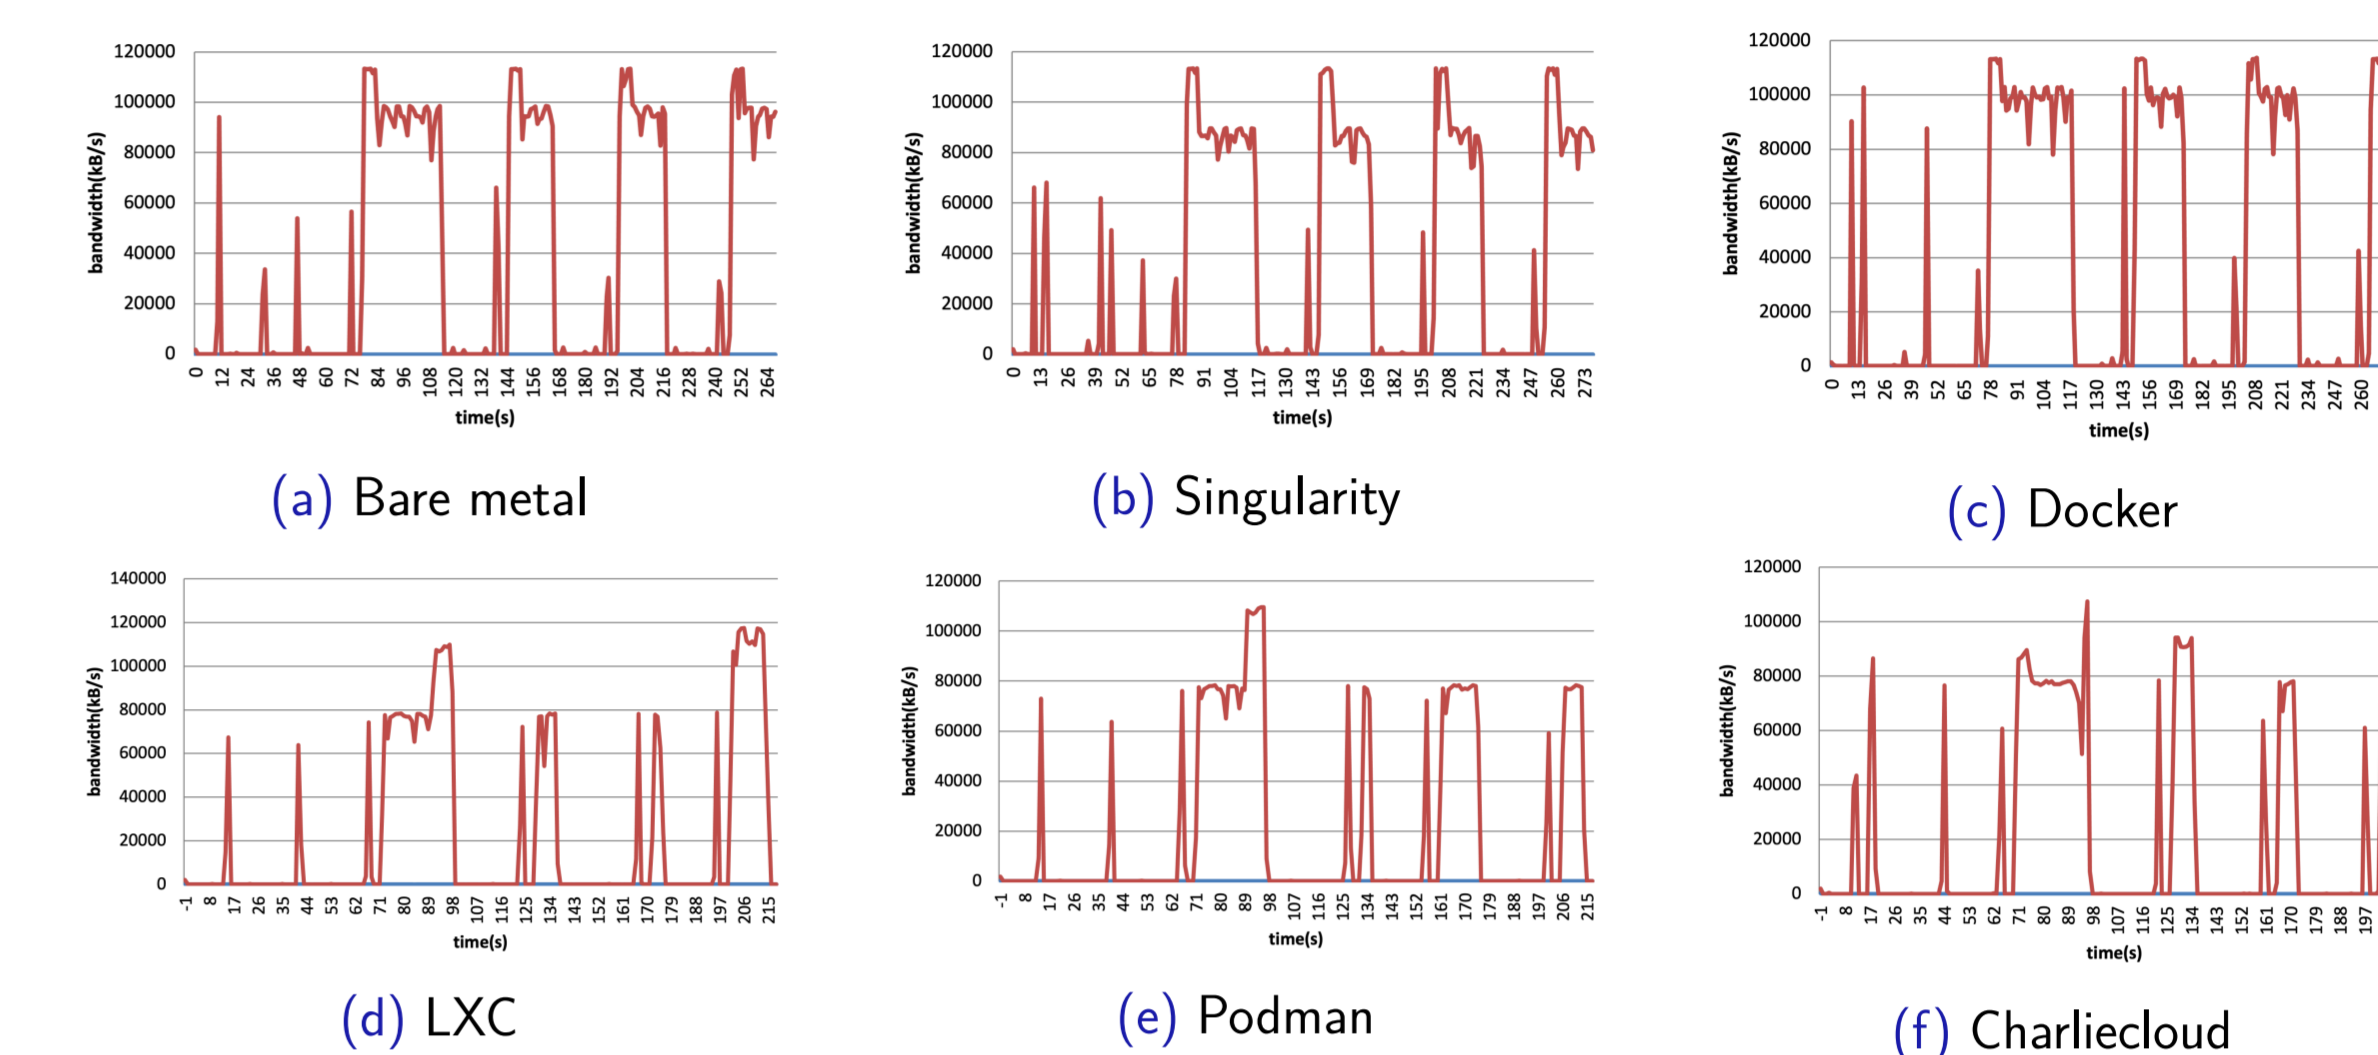 120000
100000
80000
60000
40000
20000
0
bandwidth(kB/s)
0 12 24 36 48 60 72 84 96 108 120 132 144 156 168 180 192 204 216 228 240 252 264
time(s)
(a) Bare metal
120000
100000
80000
60000
40000
20000
0
bandwidth(kB/s)
0 13 26 39 52 65 78 91 104 117 130 143 156 169 182 195 208 221 234 247 260 273
time(s)
(b) Singularity
120000
100000
80000
60000
40000
20000
0
bandwidth(kB/s)
0 13 26 39 52 65 78 91 104 117 130 143 156 169 182 195 208 221 234 247 260
time(s)
(c) Docker
140000
120000
100000
80000
60000
40000
20000
0
bandwidth(kB/s)
-1 8 17 26 35 44 53 62 71 80 89 98 107 116 125 134 143 152 161 170 179 188 197 206 215
time(s)
(d) LXC
120000
100000
80000
60000
40000
20000
0
bandwidth(kB/s)
-1 8 17 26 35 44 53 62 71 80 89 98 107 116 125 134 143 152 161 170 179 188 197 206 215
time(s)
(e) Podman
120000
100000
80000
60000
40000
20000
0
bandwidth(kB/s)
-1 8 17 26 35 44 53 62 71 80 89 98 107 116 125 134 143 152 161 170 179 188 197
time(s)
(f) Charliecloud